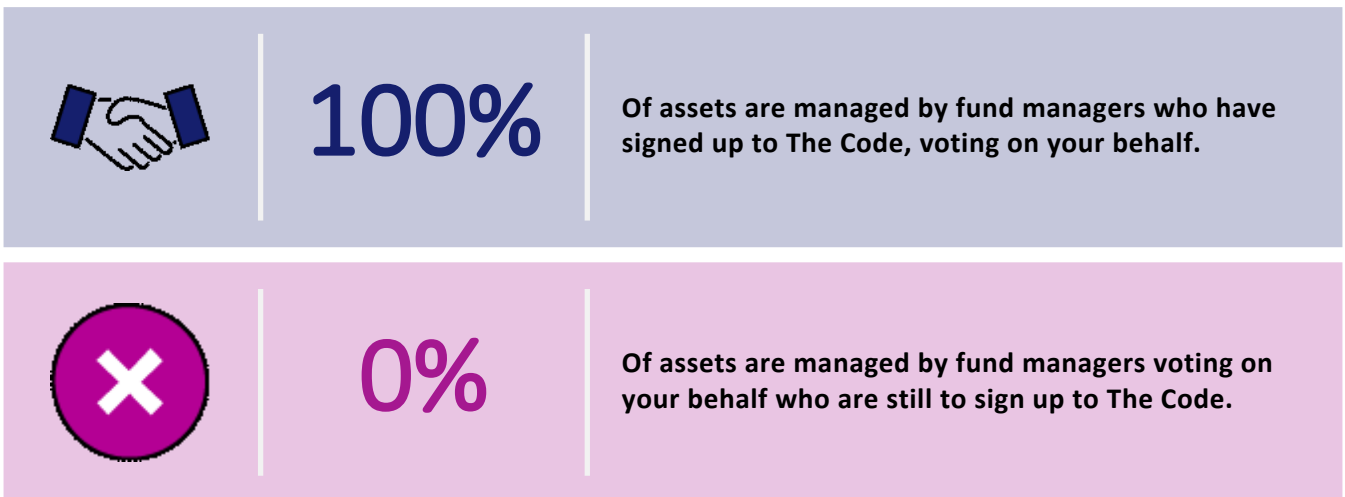 100%
Of assets are managed by fund managers who have
signed up to The Code, voting on your behalf.
0%
Of assets are managed by fund managers voting on
your behalf who are still to sign up to The Code.